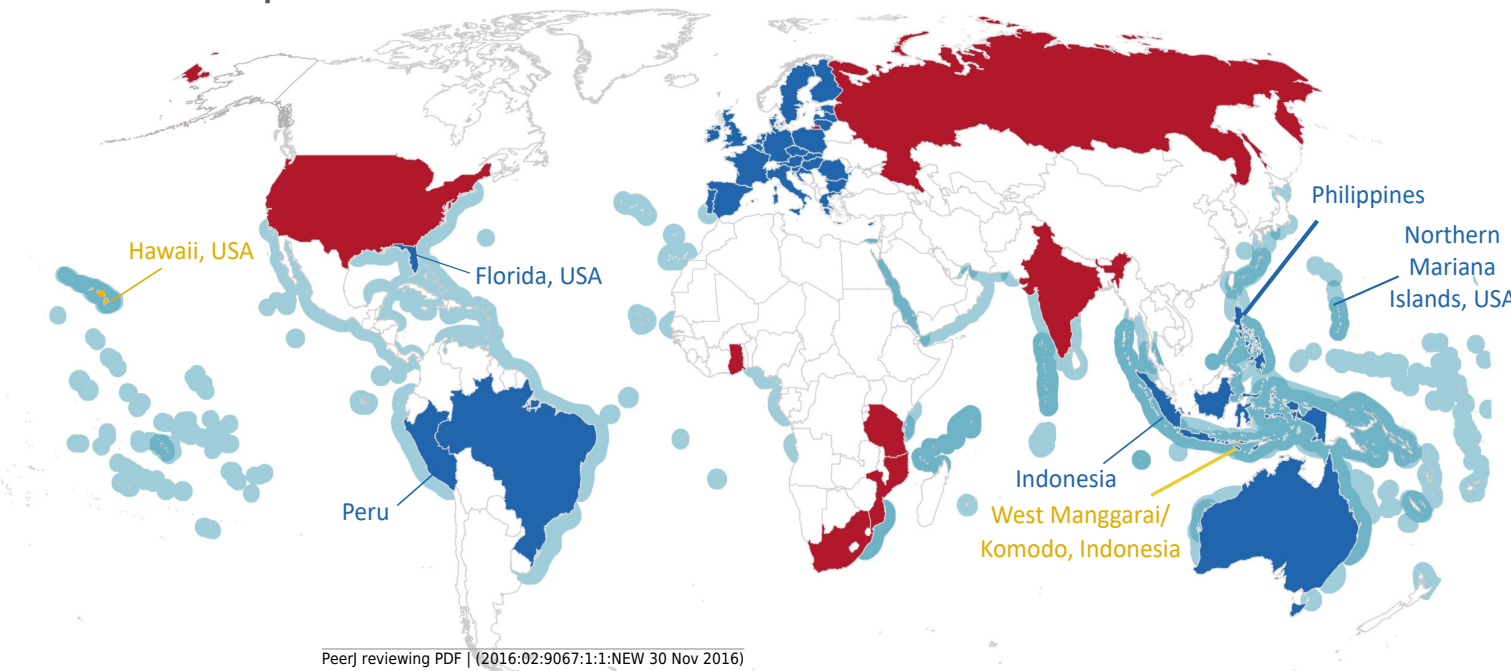 Philippines
Northern
Mariana
Islands, USA
Hawaii, USA
Florida, USA
Peru
Indonesia
West Manggarai/
Komodo, Indonesia
PeerJ reviewing PDF | (2016:02:9067:1:1:NEW 30 Nov 2016)